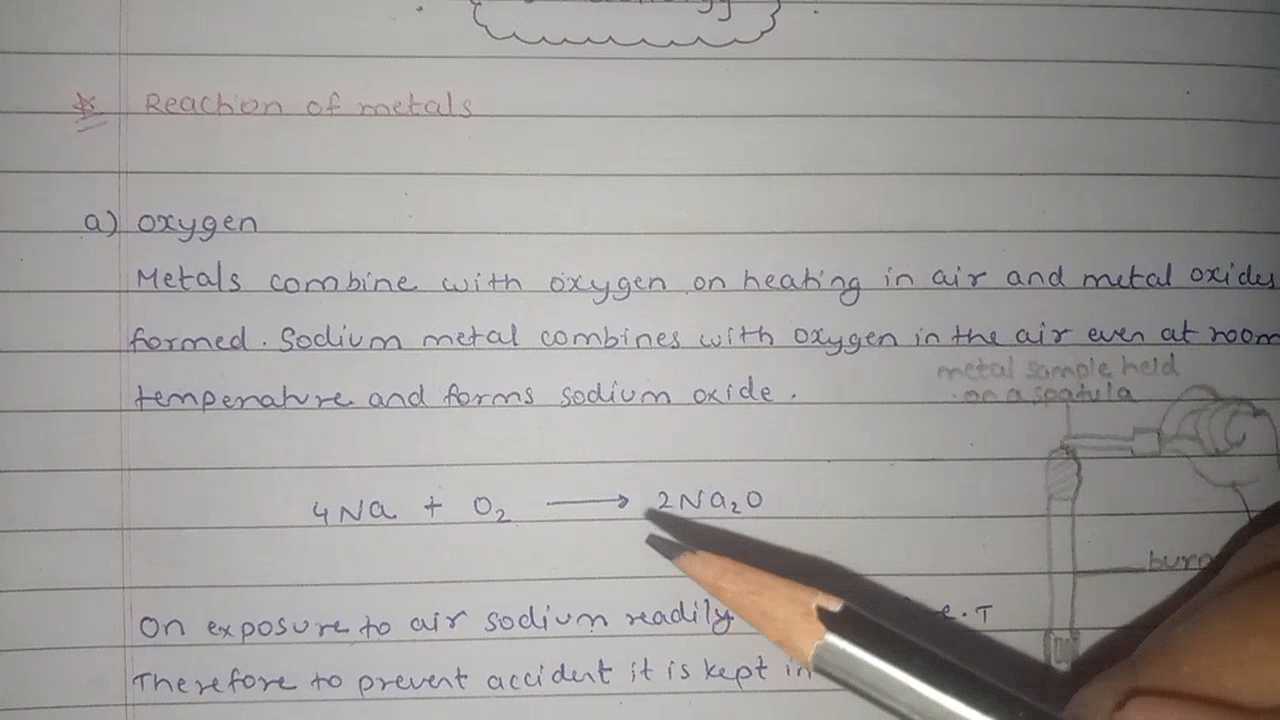 * Reaction of metals
a) oxygen
Metals combine with oxygen on heating in air and metal oxides
formed. Sodium metal combines with oxygen in the air even at room
temperature and forms sodium oxide.
metal sample held
on a spatula
4Na + O₂ ⟶ 2Na₂O
burn
On exposure to air sodium readily
Therefore to prevent accident it is kept in